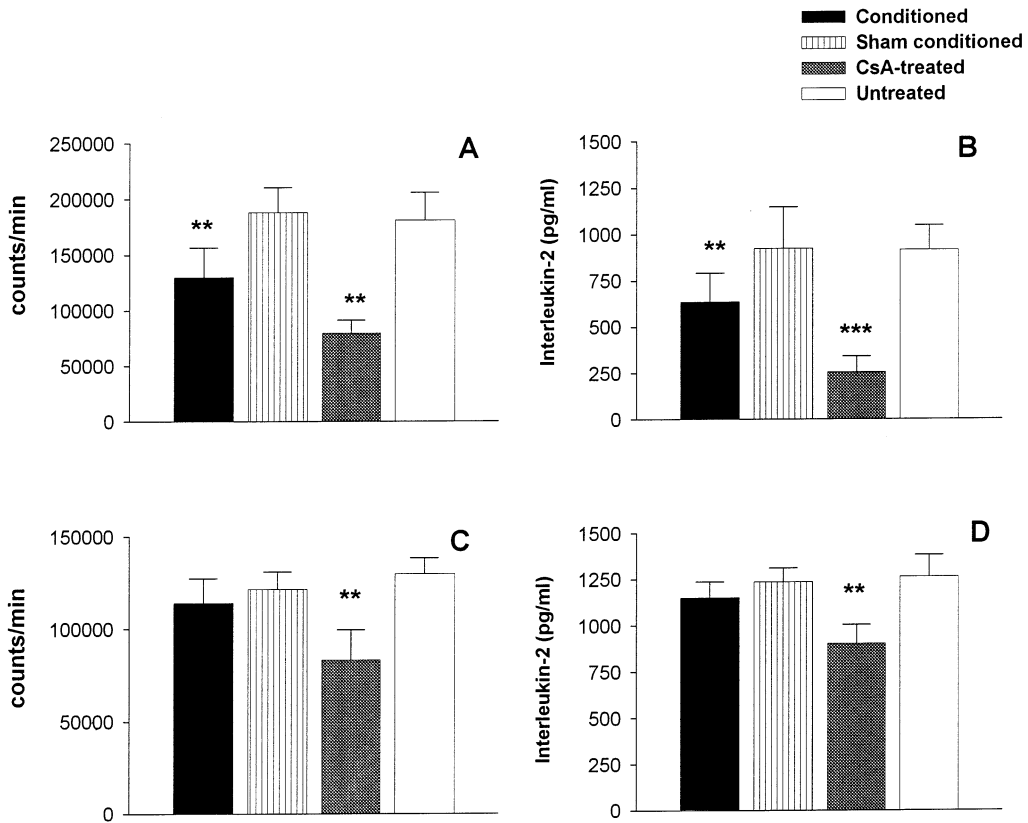 Conditioned
Sham conditioned
CsA-treated
Untreated
A
counts/min
250000
200000
150000
100000
50000
0
**
**
B
Interleukin-2 (pg/ml)
1500
1250
1000
750
500
250
0
**
***
C
counts/min
150000
100000
50000
0
**
D
Interleukin-2 (pg/ml)
1500
1250
1000
750
500
250
0
**